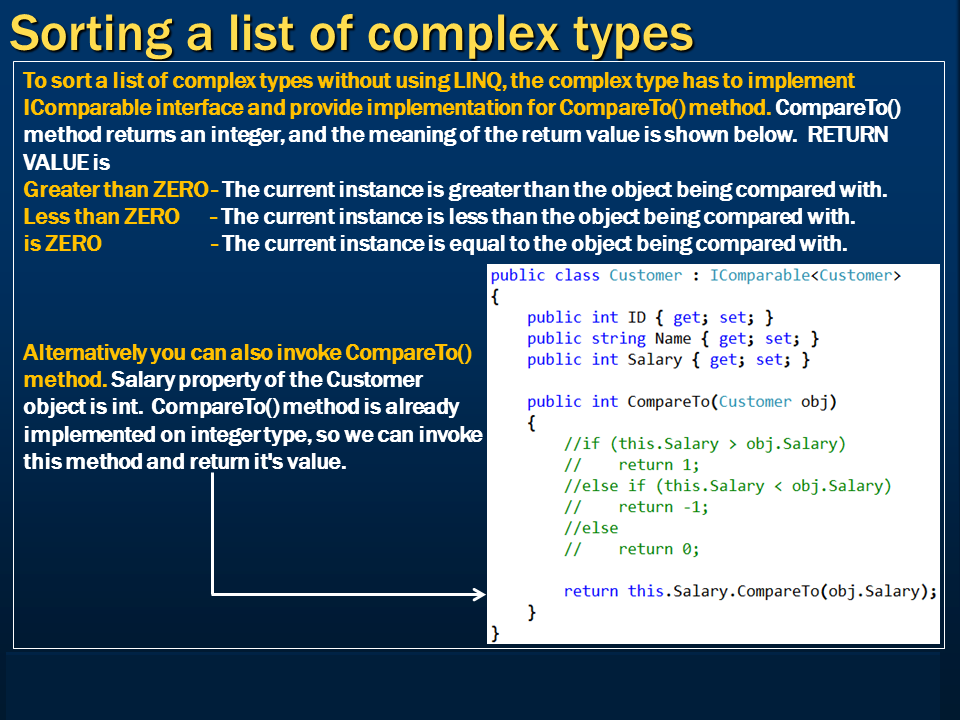 Sorting a list of complex types
To sort a list of complex types without using LINQ, the complex type has to implement
IComparable interface and provide implementation for CompareTo() method. CompareTo()
method returns an integer, and the meaning of the return value is shown below.  RETURN
VALUE is
Greater than ZERO - The current instance is greater than the object being compared with.
Less than ZERO - The current instance is less than the object being compared with.
is ZERO - The current instance is equal to the object being compared with.
Alternatively you can also invoke CompareTo()
method. Salary property of the Customer
object is int.  CompareTo() method is already
implemented on integer type, so we can invoke
this method and return it's value.
public class Customer : IComparable<Customer>
{
    public int ID { get; set; }
    public string Name { get; set; }
    public int Salary { get; set; }
    public int CompareTo(Customer obj)
    {
        //if (this.Salary > obj.Salary)
        //    return 1;
        //else if (this.Salary < obj.Salary)
        //    return -1;
        //else
        //    return 0;
        return this.Salary.CompareTo(obj.Salary);
    }
}